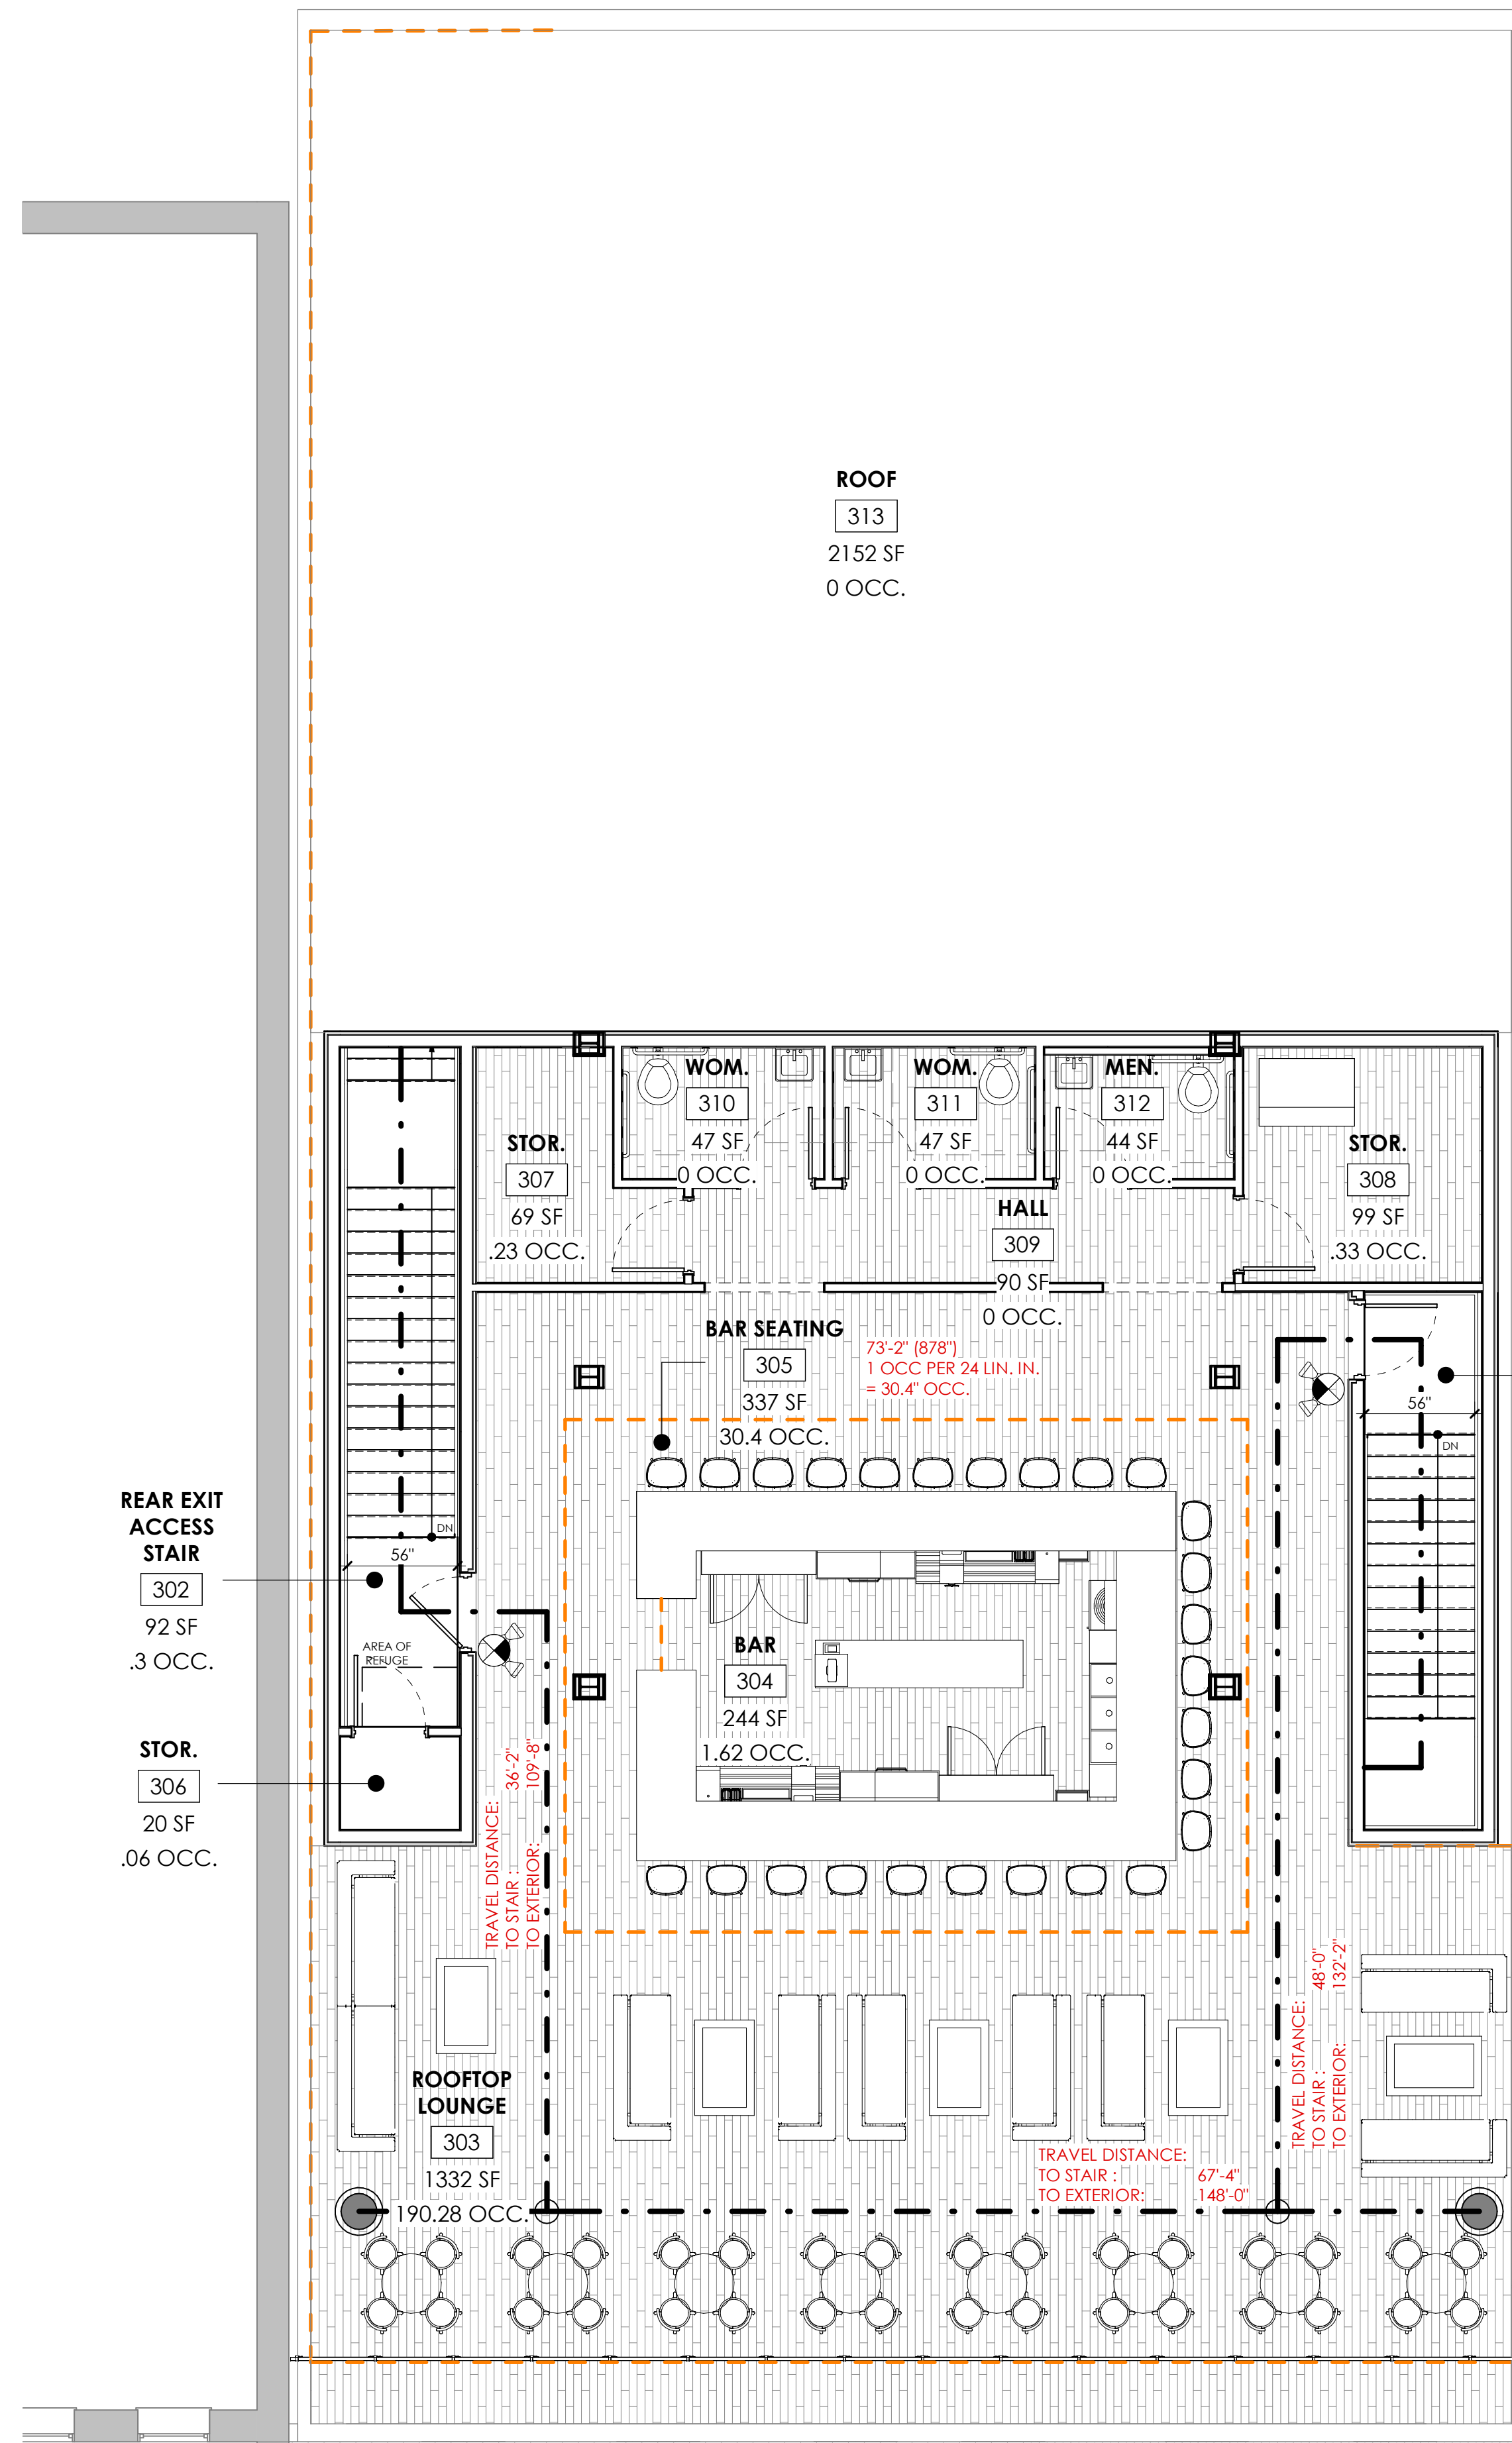 ROOF
313
2152 SF
0 OCC.
WOM.
310
47 SF
0 OCC.
WOM.
311
47 SF
0 OCC.
MEN.
312
44 SF
0 OCC.
STOR.
307
69 SF
.23 OCC.
STOR.
308
99 SF
.33 OCC.
HALL
309
90 SF
0 OCC.
BAR SEATING
305
337 SF
30.4 OCC.
73'-2" (878")
1 OCC PER 24 LIN. IN.
= 30.4" OCC.
56"
DN
REAR EXIT
ACCESS
STAIR
302
92 SF
.3 OCC.
DN
56"
AREA OF
REFUGE
BAR
304
244 SF
1.62 OCC.
STOR.
306
20 SF
.06 OCC.
TRAVEL DISTANCE:
TO STAIR : 36'-2"
TO EXTERIOR: 109'-8"
TRAVEL DISTANCE:
TO STAIR : 48'-0"
TO EXTERIOR: 132'-2"
ROOFTOP
LOUNGE
303
1332 SF
190.28 OCC.
TRAVEL DISTANCE:
TO STAIR : 67'-4"
TO EXTERIOR: 148'-0"